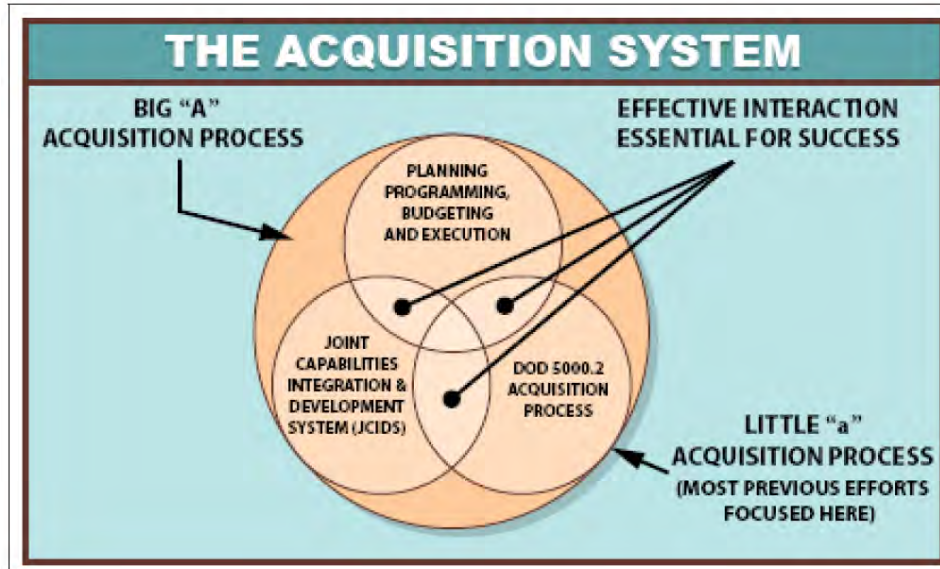 THE ACQUISITION SYSTEM
BIG “A”
ACQUISITION PROCESS
EFFECTIVE INTERACTION
ESSENTIAL FOR SUCCESS
PLANNING
PROGRAMMING,
BUDGETING
AND EXECUTION
JOINT
CAPABILITIES
INTEGRATION &
DEVELOPMENT
SYSTEM (JCIDS)
DOD 5000.2
ACQUISITION
PROCESS
LITTLE “a”
ACQUISITION PROCESS
(MOST PREVIOUS EFFORTS
FOCUSED HERE)